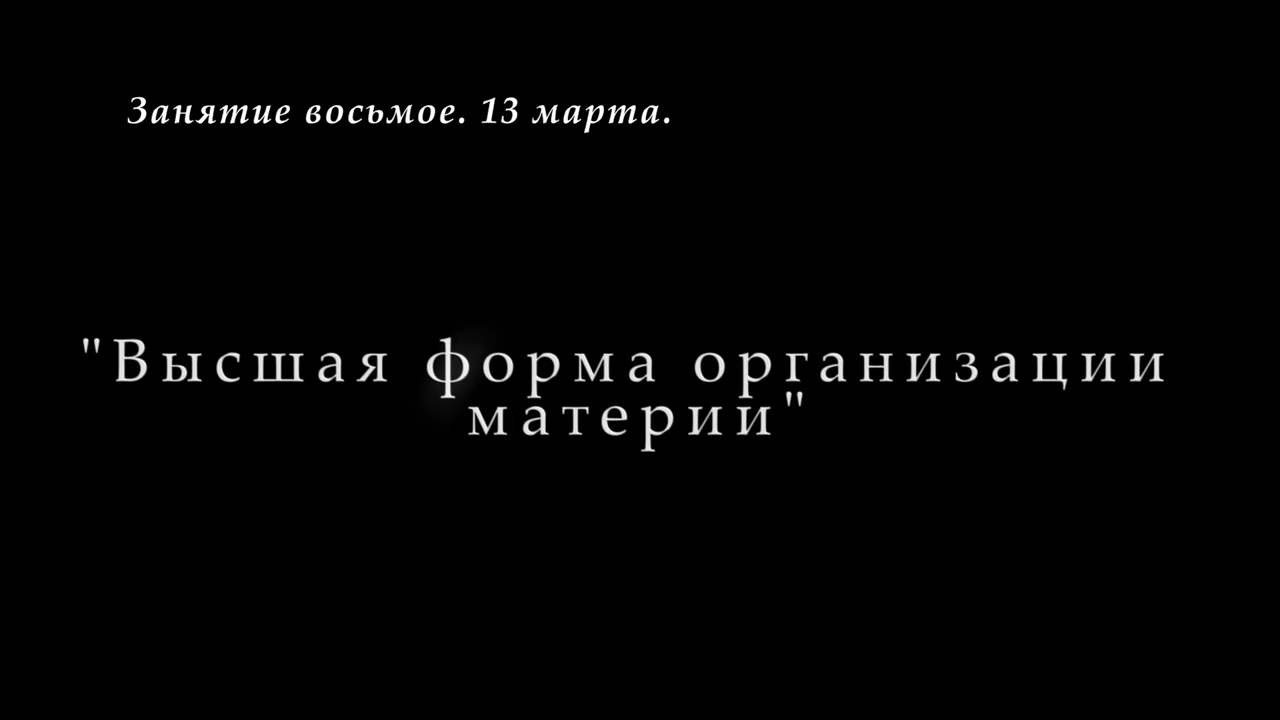 Занятие восьмое. 13 марта.
"Высшая форма организации
материи"